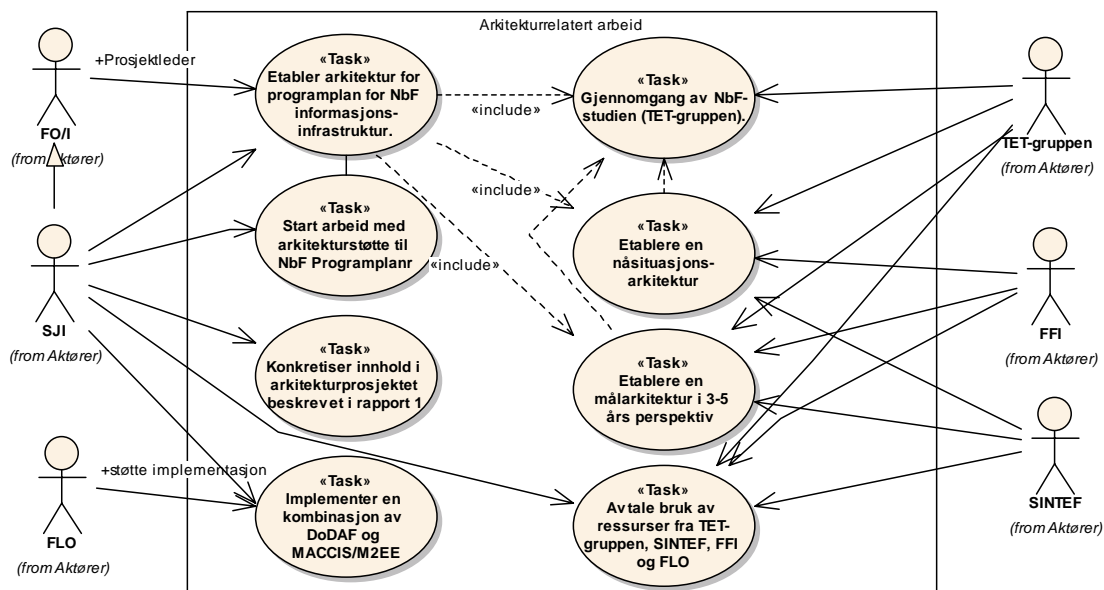 Arkitekturrelatert arbeid
+Prosjektleder
FO/I
(from Aktører)
SJI
(from Aktører)
+støtte implementasjon
FLO
(from Aktører)
«Task»
Etabler arkitektur for
programplan for NbF
informasjons-
infrastruktur.
«Task»
Start arbeid med
arkitekturstøtte til
NbF Programplanr
«Task»
Konkretiser innhold i
arkitekturprosnjektet
beskrevet i rapport 1
«Task»
Implementer en
kombinasjon av
DoDAF og
MACCIS/M2EE
«include»
«include»
«include»
«Task»
Gjennomgang av NbF-
studien (TET-gruppen).
«Task»
Etablere en
nåsituasjons-
arkitektur
«Task»
Etablere en
målarkitektur i 3-5
års perspektiv
«Task»
Avtale bruk av
ressurser fra TET-
gruppen, SINTEF, FFI
og FLO
TET-gruppen
(from Aktører)
FFI
(from Aktører)
SINTEF
(from Aktører)